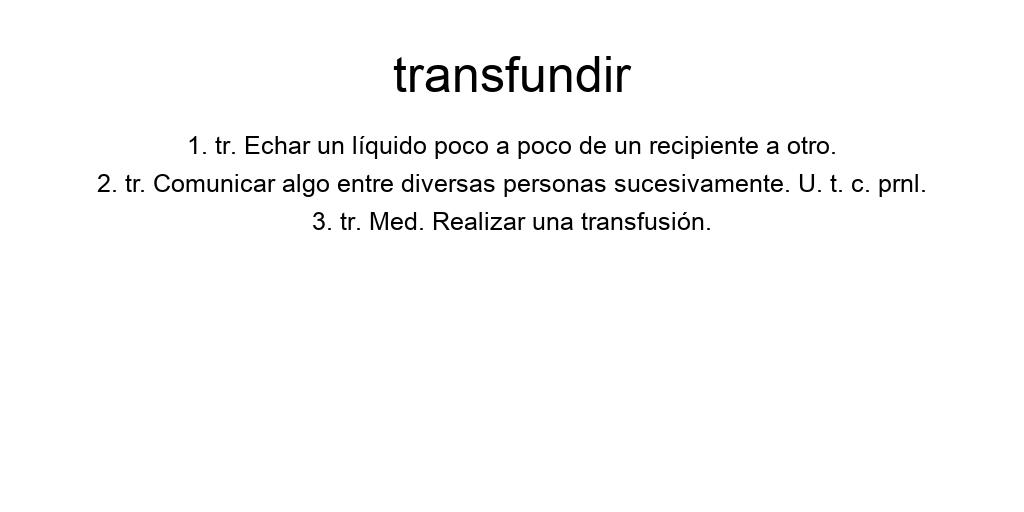 transfundir
1. tr. Echar un líquido poco a poco de un recipiente a otro.
2. tr. Comunicar algo entre diversas personas sucesivamente. U. t. c. prnl.
3. tr. Med. Realizar una transfusión.